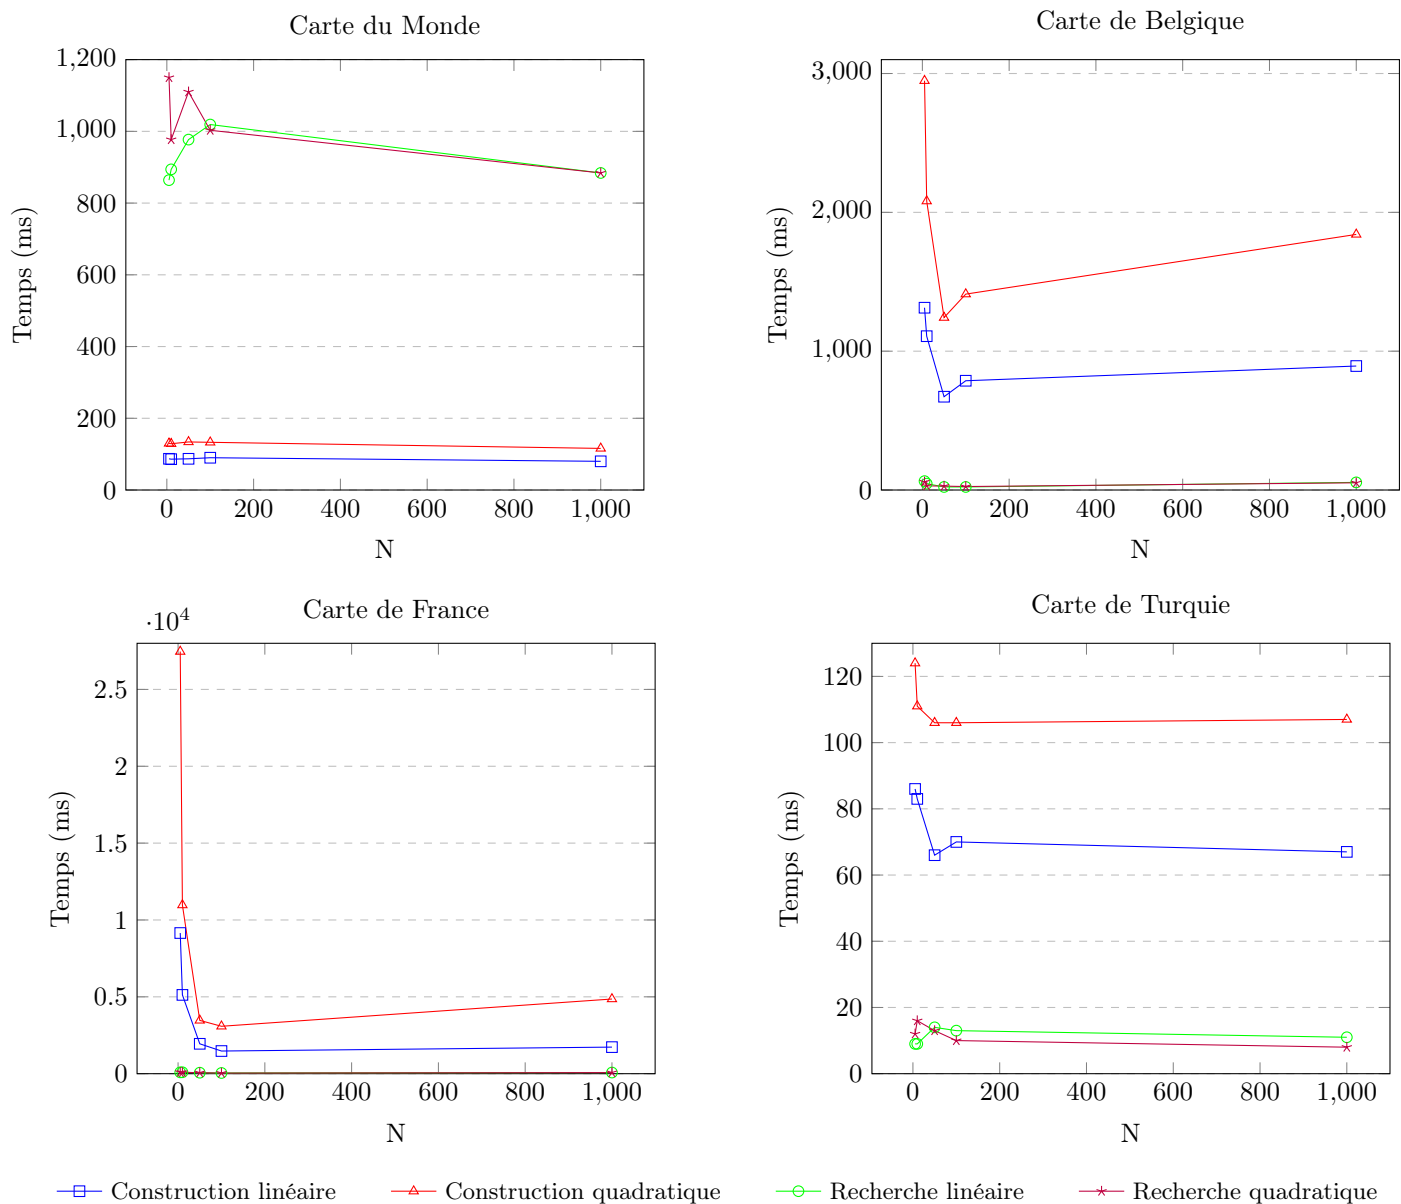 Carte du Monde
1,200
1,000
800
600
400
200
0
0 200 400 600 800 1,000
Temps (ms)
N
Carte de Belgique
3,000
2,000
1,000
0
0 200 400 600 800 1,000
Temps (ms)
N
Carte de France
·10^4
2.5
2
1.5
1
0.5
0
0 200 400 600 800 1,000
Temps (ms)
N
Carte de Turquie
120
100
80
60
40
20
0
0 200 400 600 800 1,000
Temps (ms)
N
Construction linéaire Construction quadratique Recherche linéaire Recherche quadratique